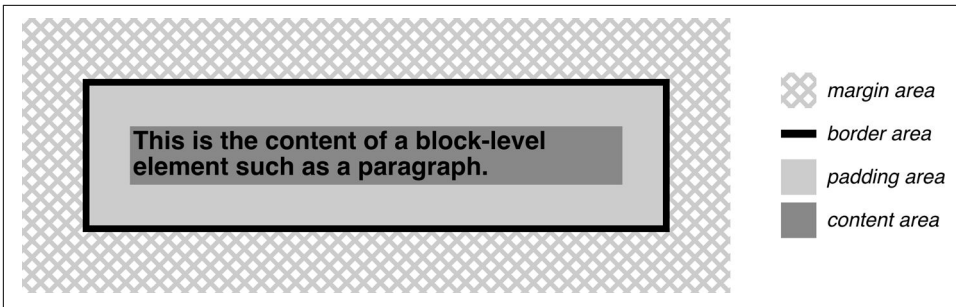 This is the content of a block-level
element such as a paragraph.
margin area
border area
padding area
content area